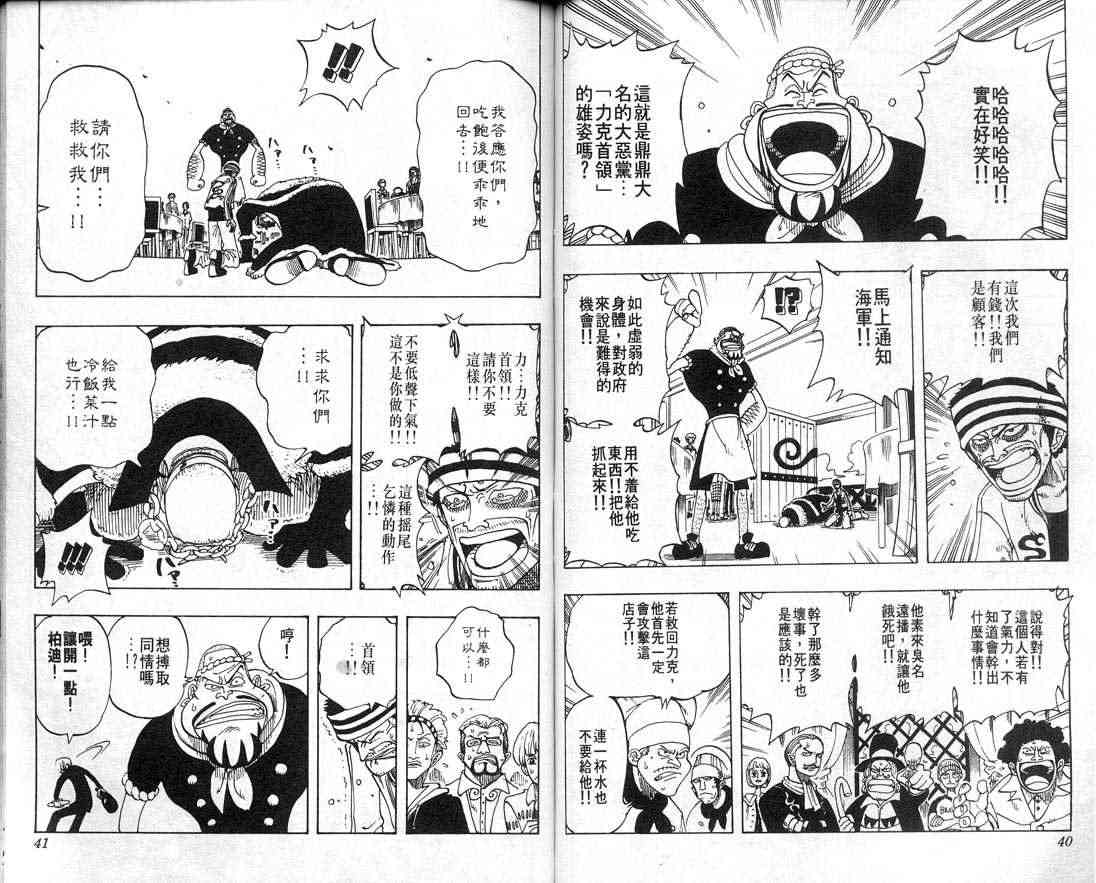 哈哈哈哈哈!!
實在好笑!!
這就是鼎鼎大
名的大惡黨…
「力克首領」
的雄姿嗎？
這次我們
有錢!!我們
是顧客!!
馬上通知
海軍!!
!?
如此虛弱的
身體，對政府
來說是難得的
機會!!
用不着給他吃
東西!!把他
抓起來!!
說得對!!
這個人若有
了氣力，不
知道會幹出
什麼事情!!
他素來臭名
遠播，就讓他
餓死吧!!
幹了那麼多
壞事，死了也
是應該的!!
若救回力克，
他首先一定
會攻擊這
店子!!
連一杯水也
不要給他!!
40
!!
我答應你們，
吃飽後便乖乖地
回去…!!
請你們…
救救我…!!
ハァ…
ハァ…
力…力克
首領!!
請你不要
這樣!!
不要低聲下氣!!
這不是你做的!!
這種搖尾
乞憐的動作
…!!
求求你們
…!!
給我一點
冷飯菜汁
也行…!!
ハァ…
ハァ…
!!!
什麼都
可以…!!
首領
…!!
哼！
想搏取
同情嗎
…?
喂！
讓開一點！
柏迪！
41